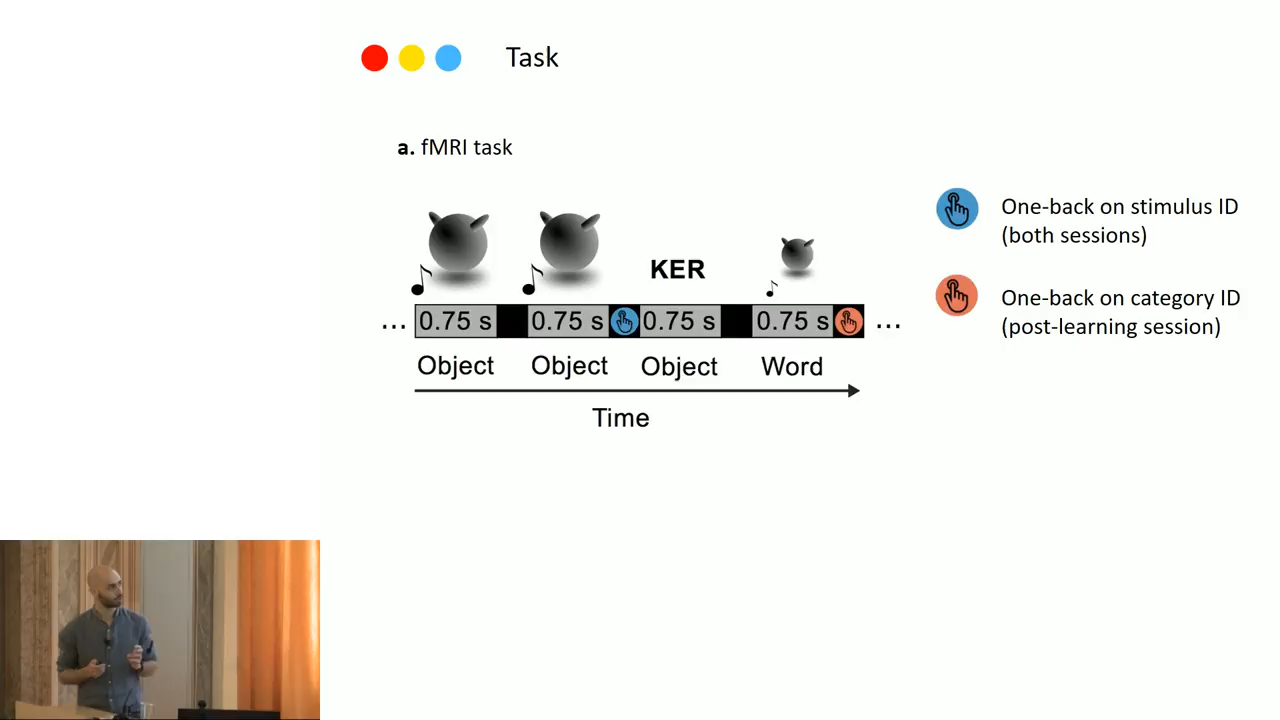 Task
a. fMRI task
KER
... 0.75 s 0.75 s 0.75 s 0.75 s ...
Object Object Object Word
Time
One-back on stimulus ID
(both sessions)
One-back on category ID
(post-learning session)